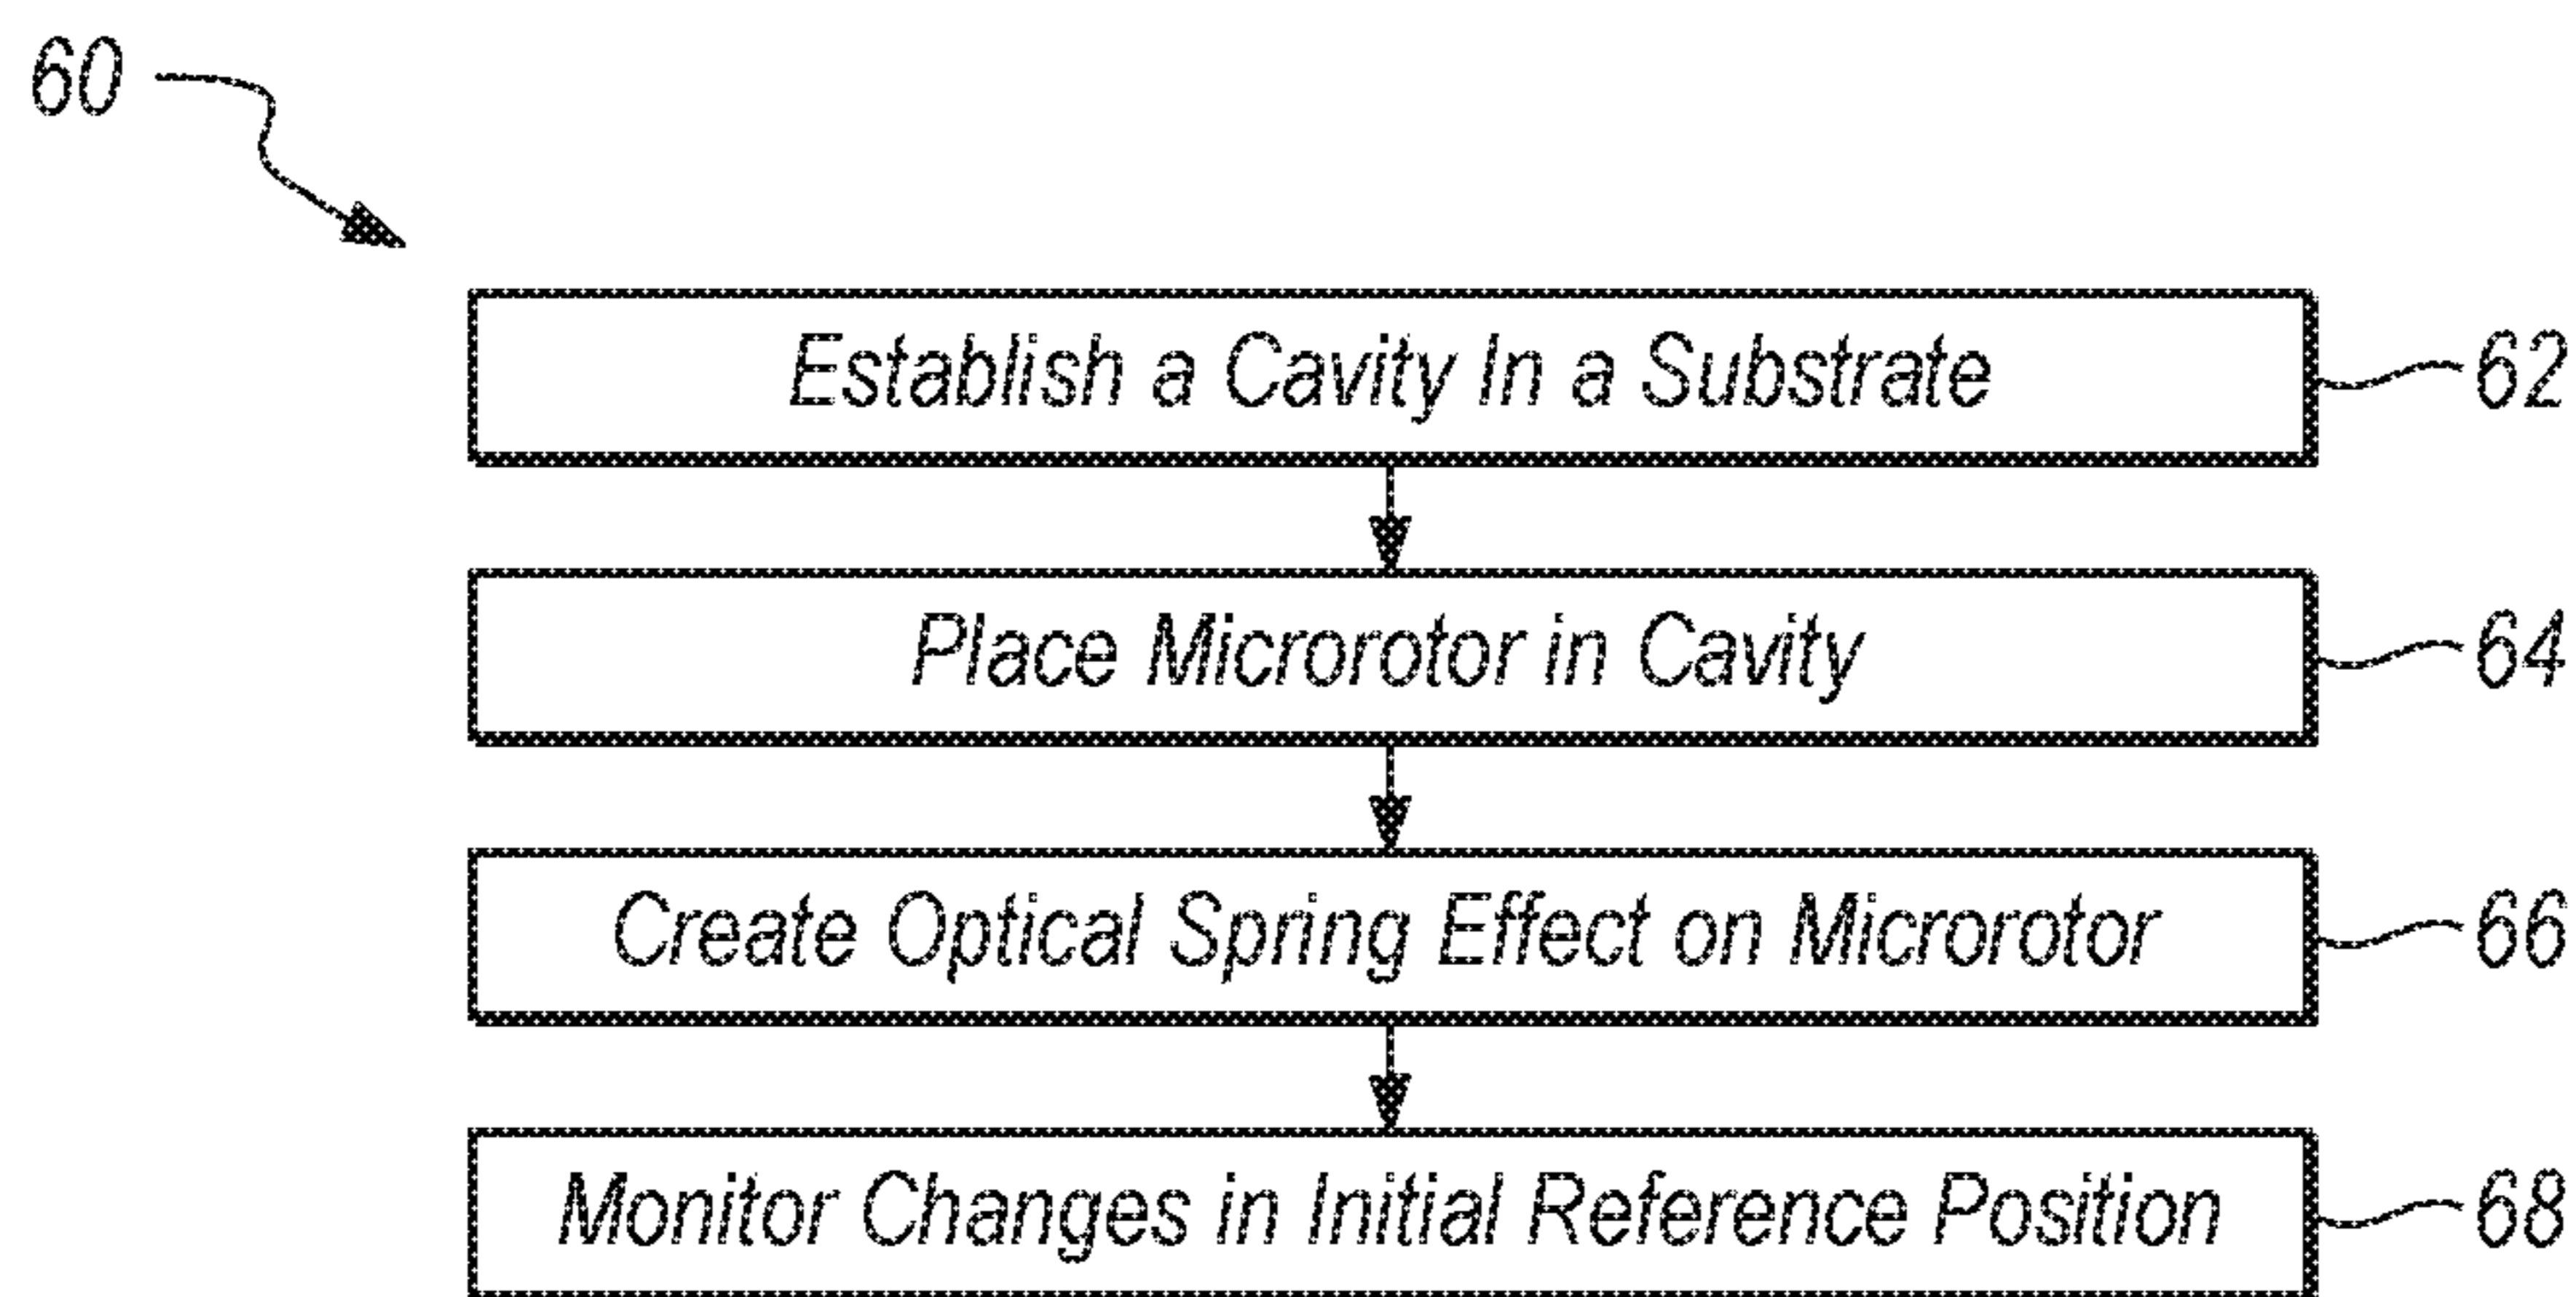 60
Establish a Cavity In a Substrate 62
Place Microrotor in Cavity 64
Create Optical Spring Effect on Microrotor 66
Monitor Changes in Initial Reference Position 68